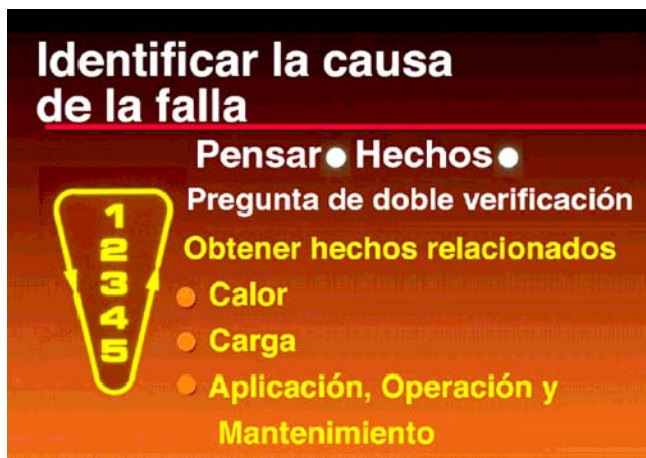 Identificar la causa
de la falla
Pensar● Hechos●
Pregunta de doble verificación
Obtener hechos relacionados
● Calor
● Carga
● Aplicación, Operación y
Mantenimiento
1
2
3
4
5